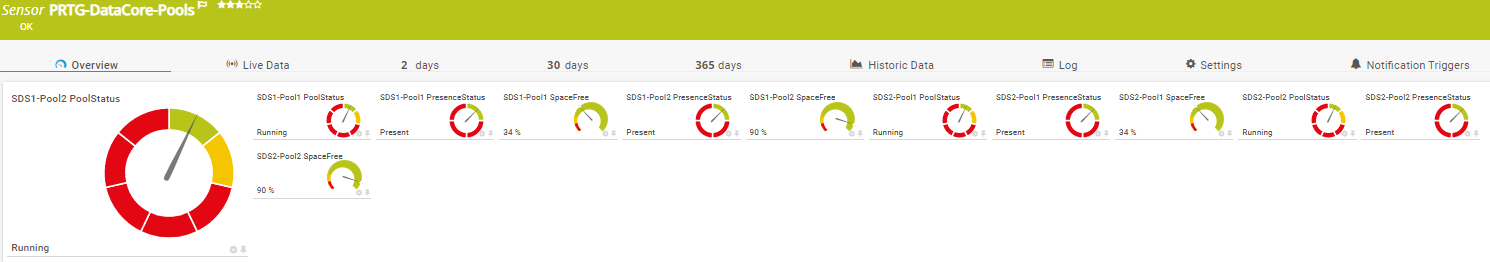 Sensor PRTG-DataCore-Pools
OK
Overview
Live Data
2 days
30 days
365 days
Historic Data
Log
Settings
Notification Triggers
SDS1-Pool2 PoolStatus
Running
SDS1-Pool1 PoolStatus
Running
SDS1-Pool1 PresenceStatus
Present
SDS1-Pool1 SpaceFree
34 %
SDS1-Pool2 PresenceStatus
Present
SDS1-Pool2 SpaceFree
90 %
SDS2-Pool1 PoolStatus
Running
SDS2-Pool1 PresenceStatus
Present
SDS2-Pool1 SpaceFree
34 %
SDS2-Pool2 PoolStatus
Running
SDS2-Pool2 PresenceStatus
Present
SDS2-Pool2 SpaceFree
90 %